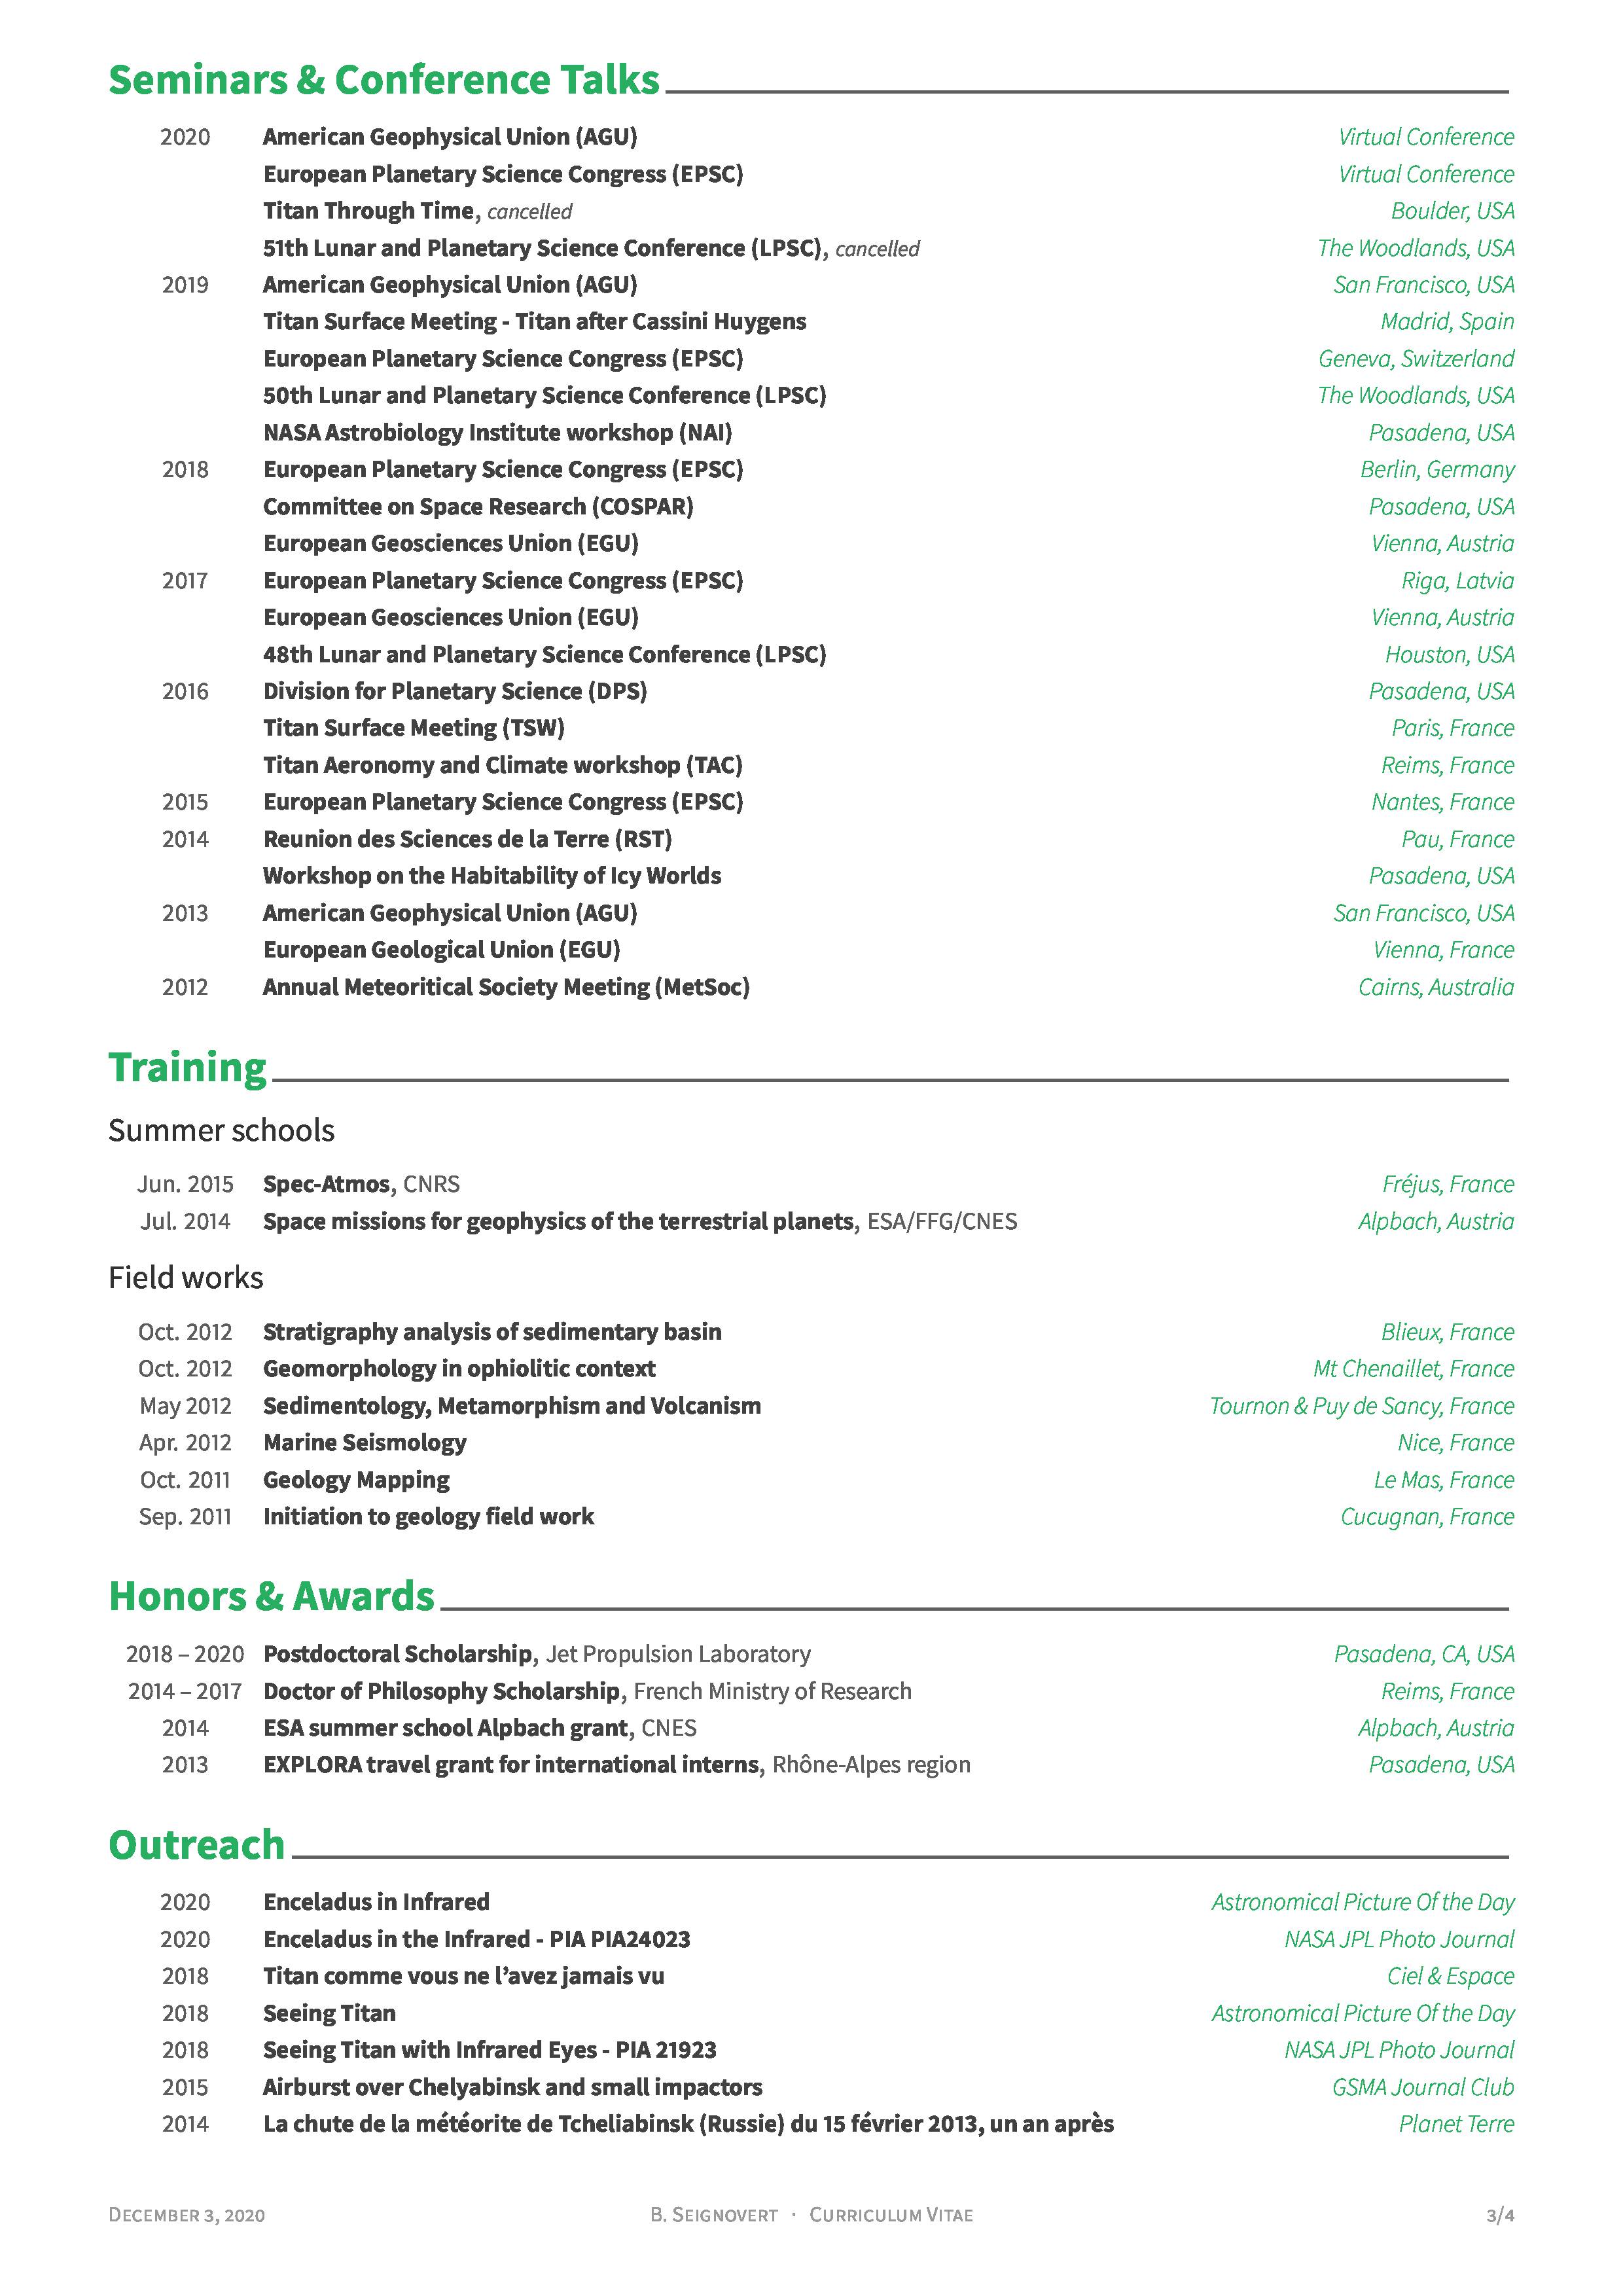 Seminars & Conference Talks
2020 American Geophysical Union (AGU) Virtual Conference
European Planetary Science Congress (EPSC) Virtual Conference
Titan Through Time, cancelled Boulder, USA
51th Lunar and Planetary Science Conference (LPSC), cancelled The Woodlands, USA
2019 American Geophysical Union (AGU) San Francisco, USA
Titan Surface Meeting - Titan after Cassini Huygens Madrid, Spain
European Planetary Science Congress (EPSC) Geneva, Switzerland
50th Lunar and Planetary Science Conference (LPSC) The Woodlands, USA
NASA Astrobiology Institute workshop (NAI) Pasadena, USA
2018 European Planetary Science Congress (EPSC) Berlin, Germany
Committee on Space Research (COSPAR) Pasadena, USA
European Geosciences Union (EGU) Vienna, Austria
2017 European Planetary Science Congress (EPSC) Riga, Latvia
European Geosciences Union (EGU) Vienna, Austria
48th Lunar and Planetary Science Conference (LPSC) Houston, USA
2016 Division for Planetary Science (DPS) Pasadena, USA
Titan Surface Meeting (TSW) Paris, France
Titan Aeronomy and Climate workshop (TAC) Reims, France
2015 European Planetary Science Congress (EPSC) Nantes, France
2014 Reunion des Sciences de la Terre (RST) Pau, France
Workshop on the Habitability of Icy Worlds Pasadena, USA
2013 American Geophysical Union (AGU) San Francisco, USA
European Geological Union (EGU) Vienna, France
2012 Annual Meteoritical Society Meeting (MetSoc) Cairns, Australia
Training
Summer schools
Jun. 2015 Spec-Atmos, CNRS Fréjus, France
Jul. 2014 Space missions for geophysics of the terrestrial planets, ESA/FFG/CNES Alpbach, Austria
Field works
Oct. 2012 Stratigraphy analysis of sedimentary basin Blieux, France
Oct. 2012 Geomorphology in ophiolitic context Mt Chenaillet, France
May 2012 Sedimentology, Metamorphism and Volcanism Tournon & Puy de Sancy, France
Apr. 2012 Marine Seismology Nice, France
Oct. 2011 Geology Mapping Le Mas, France
Sep. 2011 Initiation to geology field work Cucugnan, France
Honors & Awards
2018 – 2020 Postdoctoral Scholarship, Jet Propulsion Laboratory Pasadena, CA, USA
2014 – 2017 Doctor of Philosophy Scholarship, French Ministry of Research Reims, France
2014 ESA summer school Alpbach grant, CNES Alpbach, Austria
2013 EXPLORA travel grant for international interns, Rhône-Alpes region Pasadena, USA
Outreach
2020 Enceladus in Infrared Astronomical Picture Of the Day
2020 Enceladus in the Infrared - PIA PIA24023 NASA JPL Photo Journal
2018 Titan comme vous ne l’avez jamais vu Ciel & Espace
2018 Seeing Titan Astronomical Picture Of the Day
2018 Seeing Titan with Infrared Eyes - PIA 21923 NASA JPL Photo Journal
2015 Airburst over Chelyabinsk and small impactors GSMA Journal Club
2014 La chute de la météorite de Tcheliabinsk (Russie) du 15 février 2013, un an après Planet Terre
December 3, 2020 B. Seignovert · Curriculum Vitae 3/4